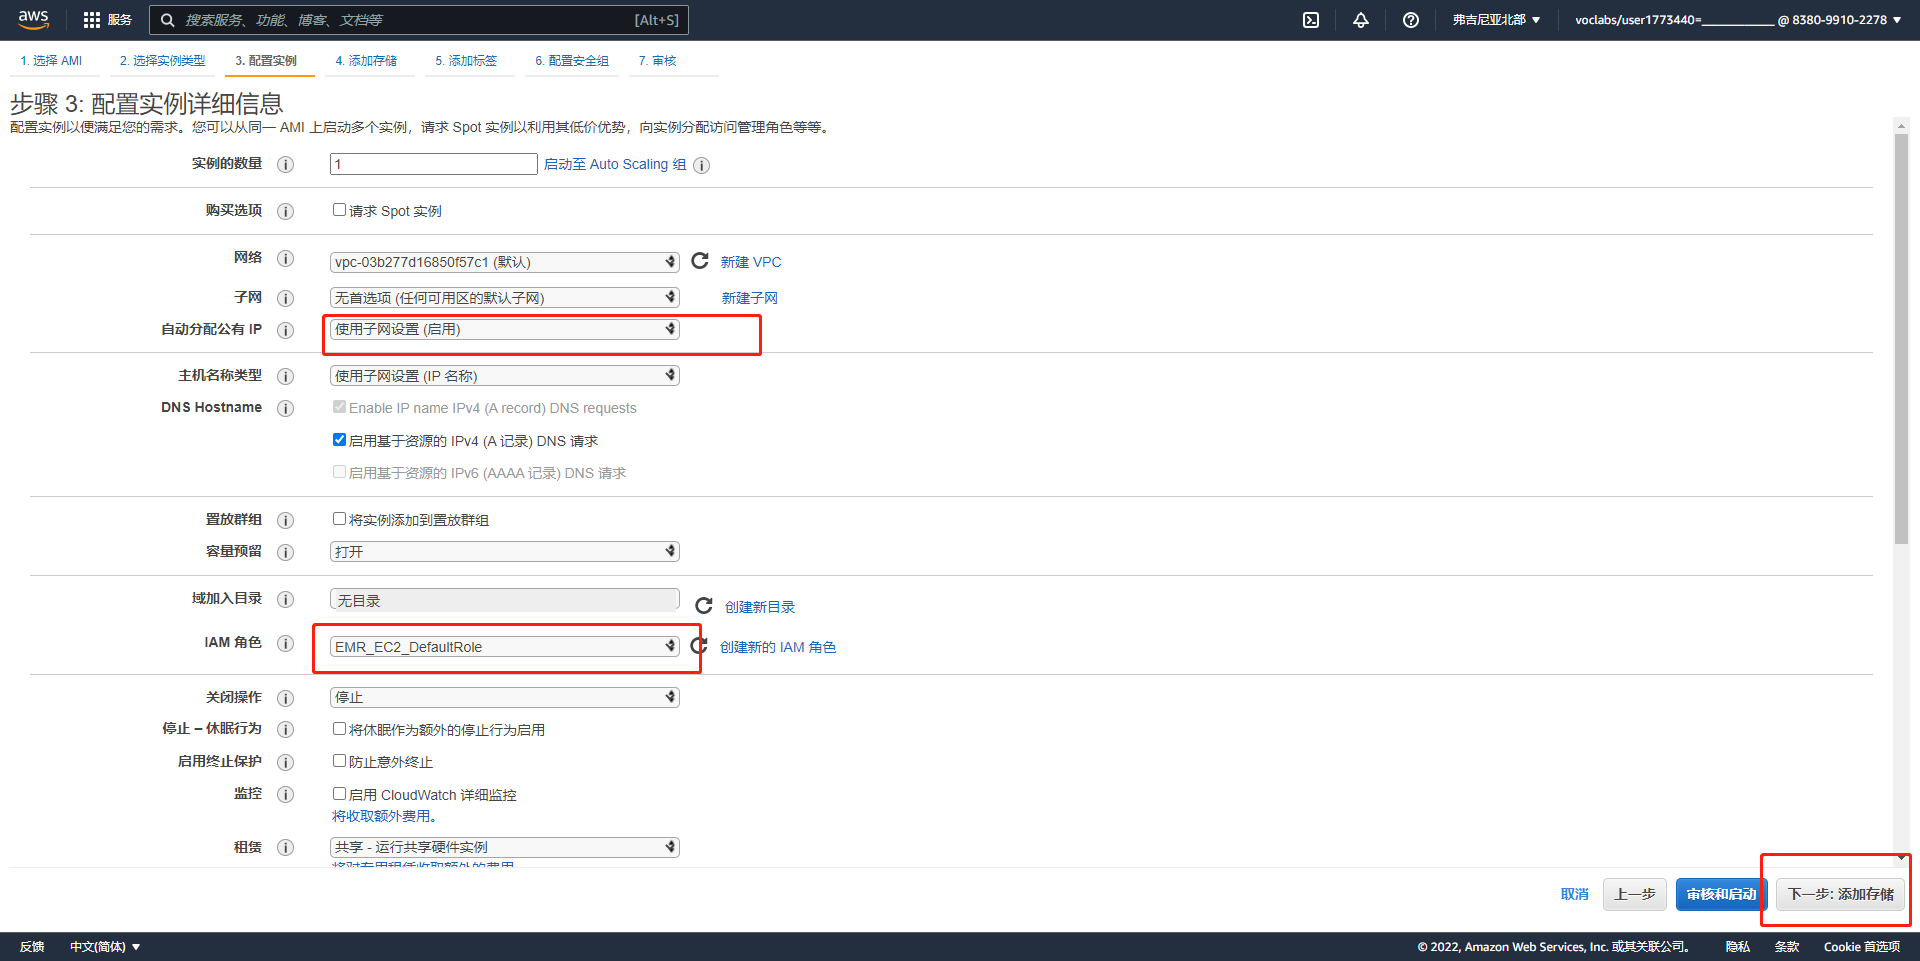 aws 服务 搜索服务、功能、博客、文档等 [Alt+S] 弗吉尼亚北部 ▼ voclabs/user1773440=___________ @ 8380-9910-2278 ▼
1. 选择 AMI 2. 选择实例类型 3. 配置实例 4. 添加存储 5. 添加标签 6. 配置安全组 7. 审核
步骤 3: 配置实例详细信息
配置实例以便满足您的需求。您可以从同一 AMI 上启动多个实例，请求 Spot 实例以利用其低价优势，向实例分配访问管理角色等等。
实例的数量 1 启动至 Auto Scaling 组
购买选项 请求 Spot 实例
网络 vpc-03b277d16850f57c1 (默认) 新建 VPC
子网 无首选项 (任何可用区的默认子网) 新建子网
自动分配公有 IP 使用子网设置 (启用)
主机名称类型 使用子网设置 (IP 名称)
DNS Hostname Enable IP name IPv4 (A record) DNS requests
启用基于资源的 IPv4 (A 记录) DNS 请求
启用基于资源的 IPv6 (AAAA 记录) DNS 请求
置放群组 将实例添加到置放群组
容量预留 打开
域加入目录 无目录 创建新目录
IAM 角色 EMR_EC2_DefaultRole 创建新的 IAM 角色
关闭操作 停止
停止 – 休眠行为 将休眠作为额外的停止行为启用
启用终止保护 防止意外终止
监控 启用 CloudWatch 详细监控
将收取额外费用。
租赁 共享 - 运行共享硬件实例
将对专用租赁收取额外的费用
取消 上一步 审核和启动 下一步: 添加存储
反馈 中文(简体) ▼ © 2022, Amazon Web Services, Inc. 或其关联公司。 隐私 条款 Cookie 首选项